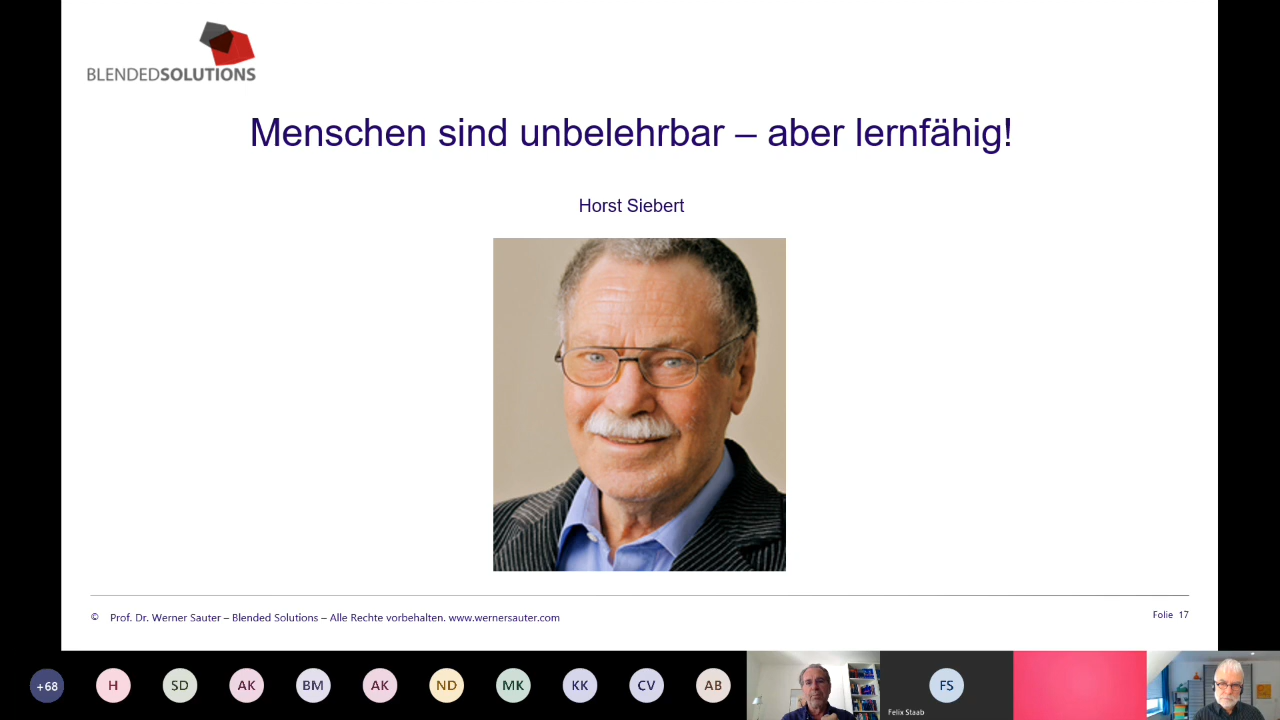 BLENDEDSOLUTIONS
Menschen sind unbelehrbar – aber lernfähig!
Horst Siebert
© Prof. Dr. Werner Sauter – Blended Solutions – Alle Rechte vorbehalten. www.wernersauter.com
Folie 17
+68 H SD AK BM AK ND MK KK CV AB FS
Felix Staab